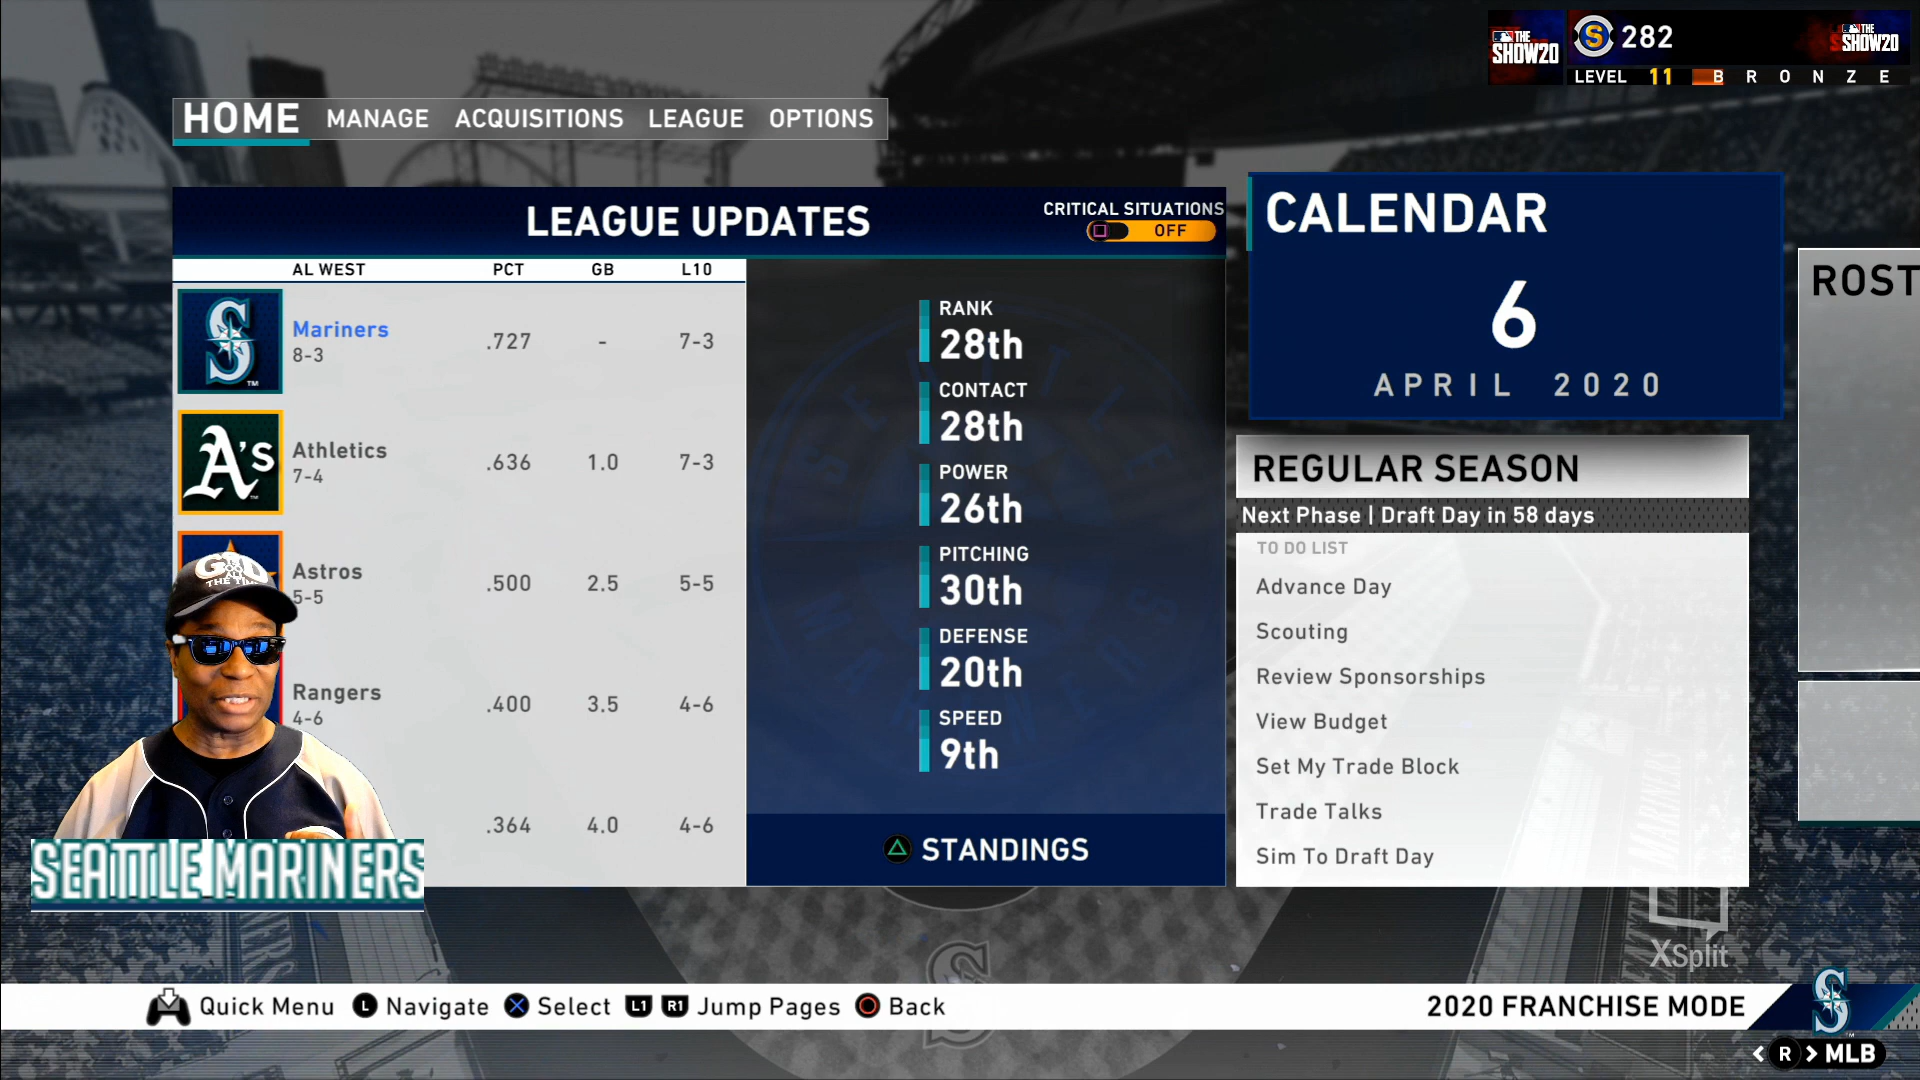 THE SHOW20
S 282
THE SHOW20
LEVEL 11 BRONZE
HOME MANAGE ACQUISITIONS LEAGUE OPTIONS
LEAGUE UPDATES
CRITICAL SITUATIONS
OFF
AL WEST PCT GB L10
Mariners
8-3
.727 - 7-3
Athletics
7-4
.636 1.0 7-3
Astros
5-5
.500 2.5 5-5
Rangers
4-6
.400 3.5 4-6
.364 4.0 4-6
A's
GOD
ALL
THE TIME
SEATTLE MARINERS
RANK
28th
CONTACT
28th
POWER
26th
PITCHING
30th
DEFENSE
20th
SPEED
9th
STANDINGS
CALENDAR
6
APRIL 2020
REGULAR SEASON
Next Phase | Draft Day in 58 days
TO DO LIST
Advance Day
Scouting
Review Sponsorships
View Budget
Set My Trade Block
Trade Talks
Sim To Draft Day
ROST
XSplit
Quick Menu L Navigate Select L1 R1 Jump Pages Back
2020 FRANCHISE MODE
R MLB